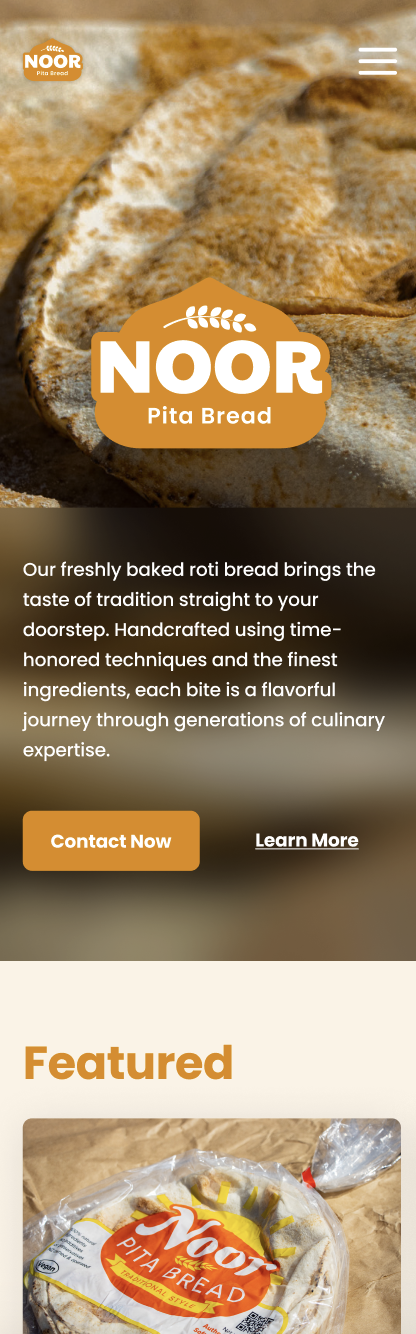 NOOR
Pita Bread
NOOR
Pita Bread
Our freshly baked roti bread brings the
taste of tradition straight to your
doorstep. Handcrafted using time-
honored techniques and the finest
ingredients, each bite is a flavorful
journey through generations of culinary
expertise.
Contact Now
Learn More
Featured
Noor
PITA BREAD
TRADITIONAL STYLE
Vegan